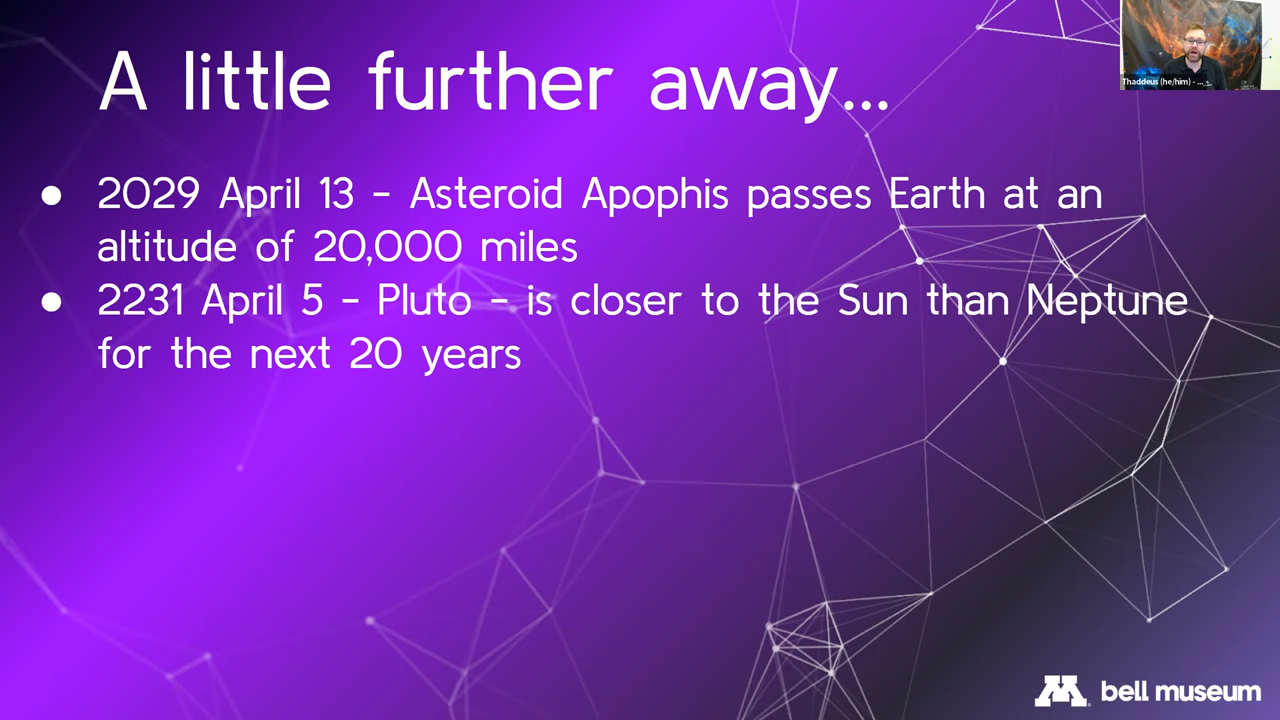 A little further away...
Thaddeus (he/him) - ...
● 2029 April 13 - Asteroid Apophis passes Earth at an
altitude of 20,000 miles
● 2231 April 5 - Pluto - is closer to the Sun than Neptune
for the next 20 years
M bell museum